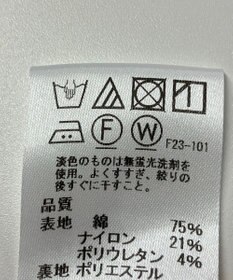 F W F23-101
淡色のものは無蛍光洗剤を
使用。よくすすぎ、絞りの
後すぐに干すこと。
品質
表地 綿 75%
ナイロン 21%
ポリウレタン 4%
裏地 ポリエステル